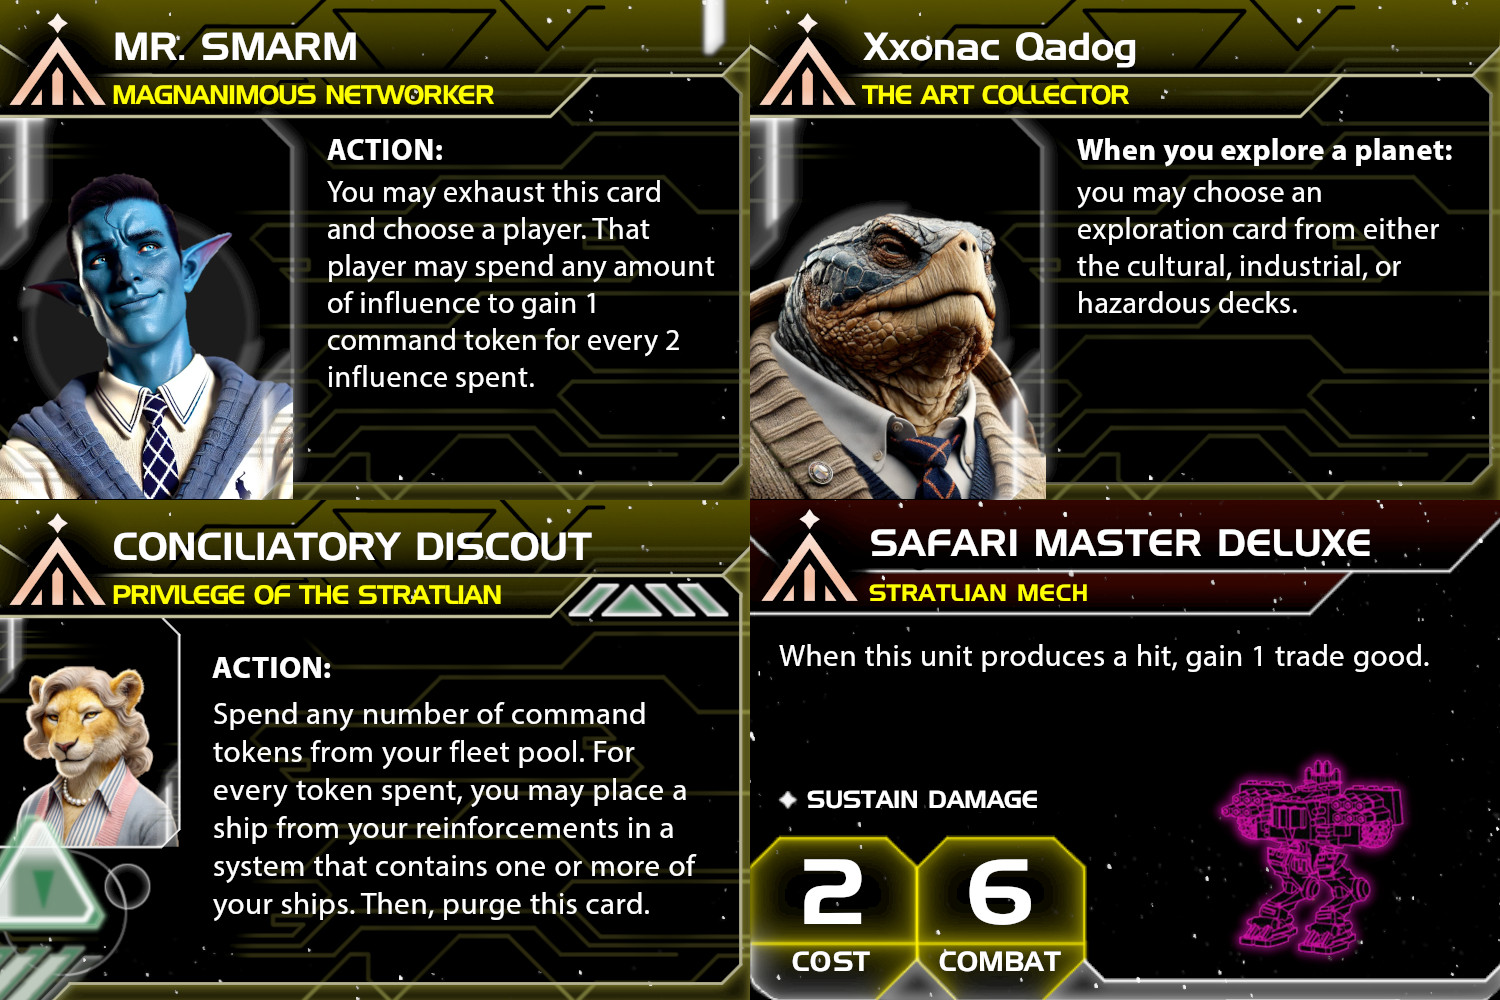 MR. SMARM
MAGNANIMOUS NETWORKER
ACTION:
You may exhaust this card
and choose a player. That
player may spend any amount
of influence to gain 1
command token for every 2
influence spent.
Xxonac Qadog
THE ART COLLECTOR
When you explore a planet:
you may choose an
exploration card from either
the cultural, industrial, or
hazardous decks.
CONCILIATORY DISCOUT
PRIVILEGE OF THE STRATLIAN
ACTION:
Spend any number of command
tokens from your fleet pool. For
every token spent, you may place a
ship from your reinforcements in a
system that contains one or more of
your ships. Then, purge this card.
SAFARI MASTER DELUXE
STRATLIAN MECH
When this unit produces a hit, gain 1 trade good.
SUSTAIN DAMAGE
2
COST
6
COMBAT